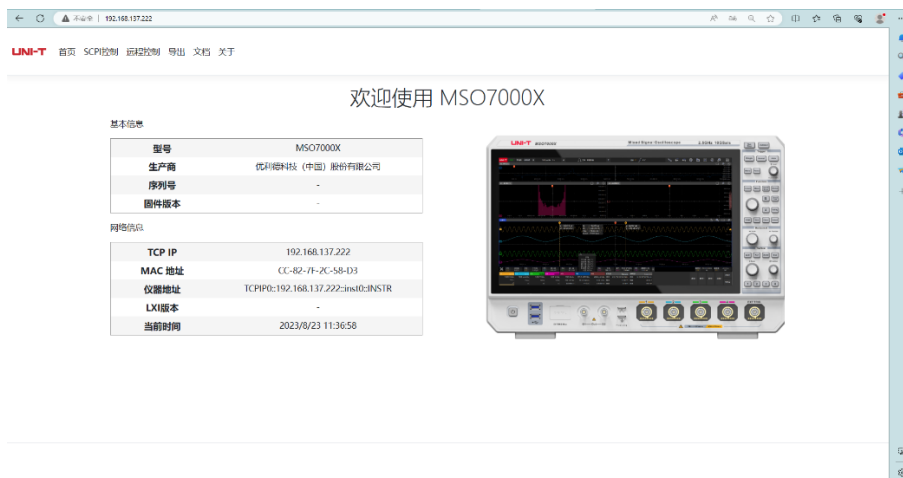 不安全 | 192.168.137.222
UNI-T 首页 SCPI控制 远程控制 导出 文档 关于
欢迎使用 MSO7000X
基本信息
型号 MSO7000X
生产商 优利德科技（中国）股份有限公司
序列号 -
固件版本 -
网络信息
TCP IP 192.168.137.222
MAC 地址 CC-82-7F-2C-58-D3
仪器地址 TCPIP0::192.168.137.222::inst0::INSTR
LXI版本 -
当前时间 2023/8/23 11:36:58
UNI-T